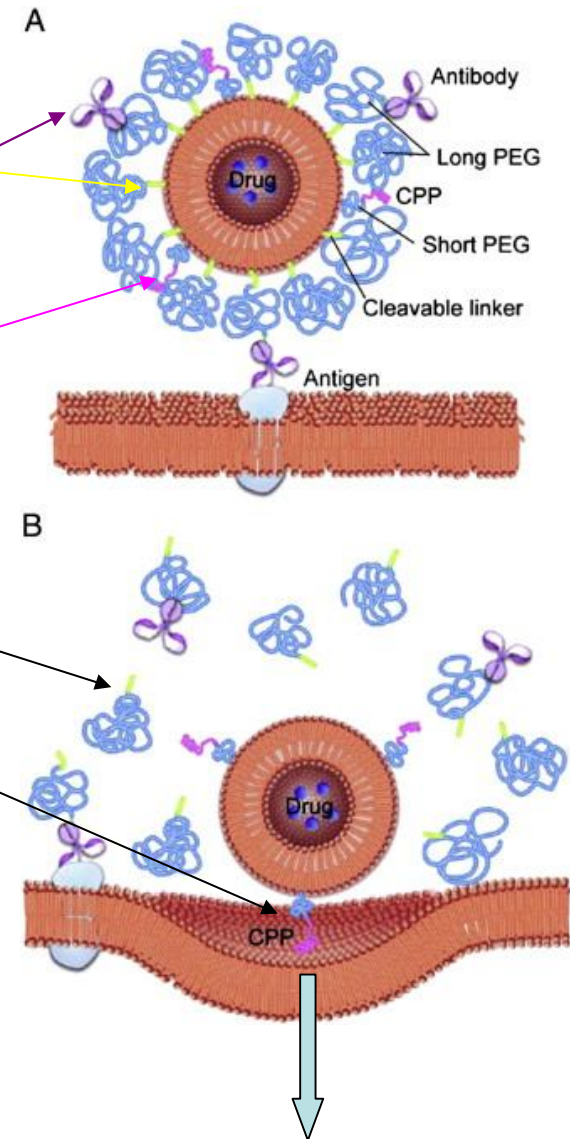 A
Antibody
Long PEG
Drug
CPP
Short PEG
Cleavable linker
Antigen
B
Drug
CPP